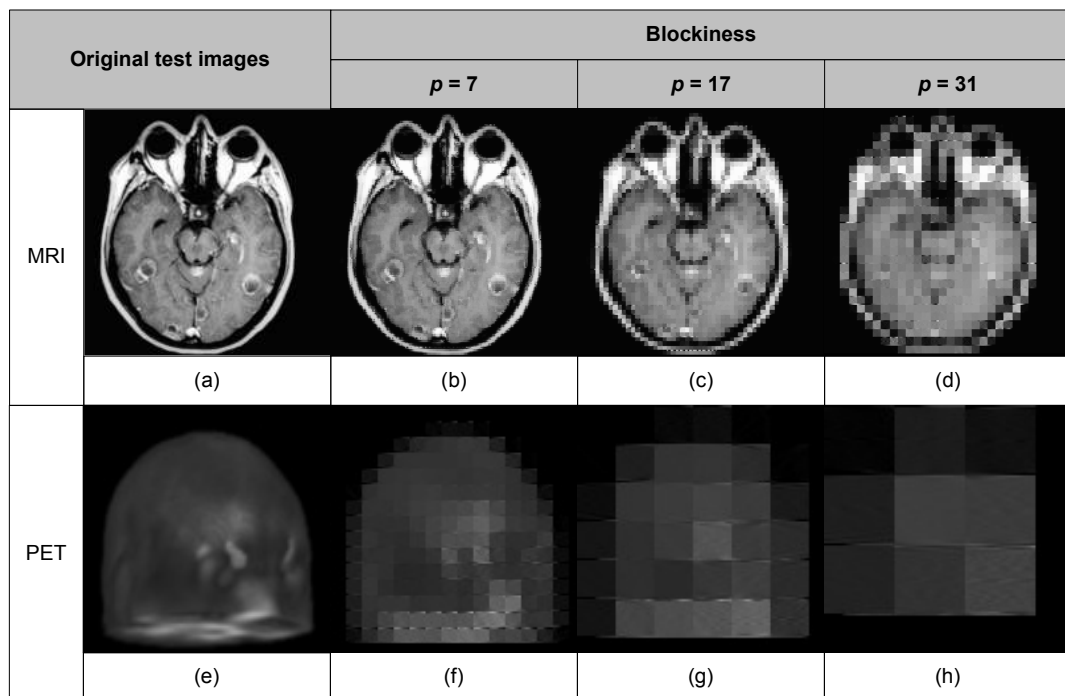 Original test images
Blockiness
p = 7
p = 17
p = 31
MRI
(a)
(b)
(c)
(d)
PET
(e)
(f)
(g)
(h)